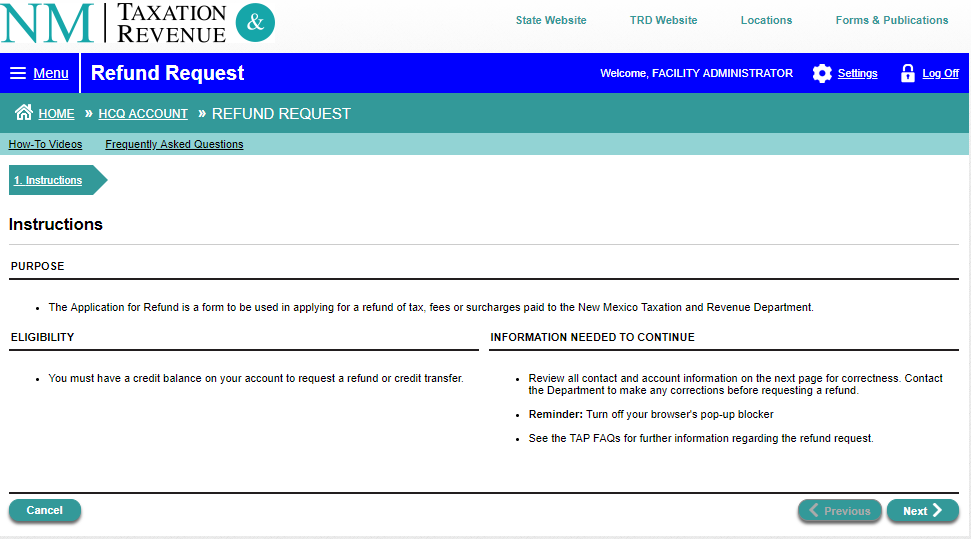 NM TAXATION & REVENUE
State Website TRD Website Locations Forms & Publications
Menu Refund Request Welcome, FACILITY ADMINISTRATOR Settings Log Off
HOME » HCQ ACCOUNT » REFUND REQUEST
How-To Videos Frequently Asked Questions
1. Instructions
Instructions
PURPOSE
• The Application for Refund is a form to be used in applying for a refund of tax, fees or surcharges paid to the New Mexico Taxation and Revenue Department.
ELIGIBILITY
• You must have a credit balance on your account to request a refund or credit transfer.
INFORMATION NEEDED TO CONTINUE
• Review all contact and account information on the next page for correctness. Contact
the Department to make any corrections before requesting a refund.
• Reminder: Turn off your browser's pop-up blocker
• See the TAP FAQs for further information regarding the refund request.
Cancel Previous Next